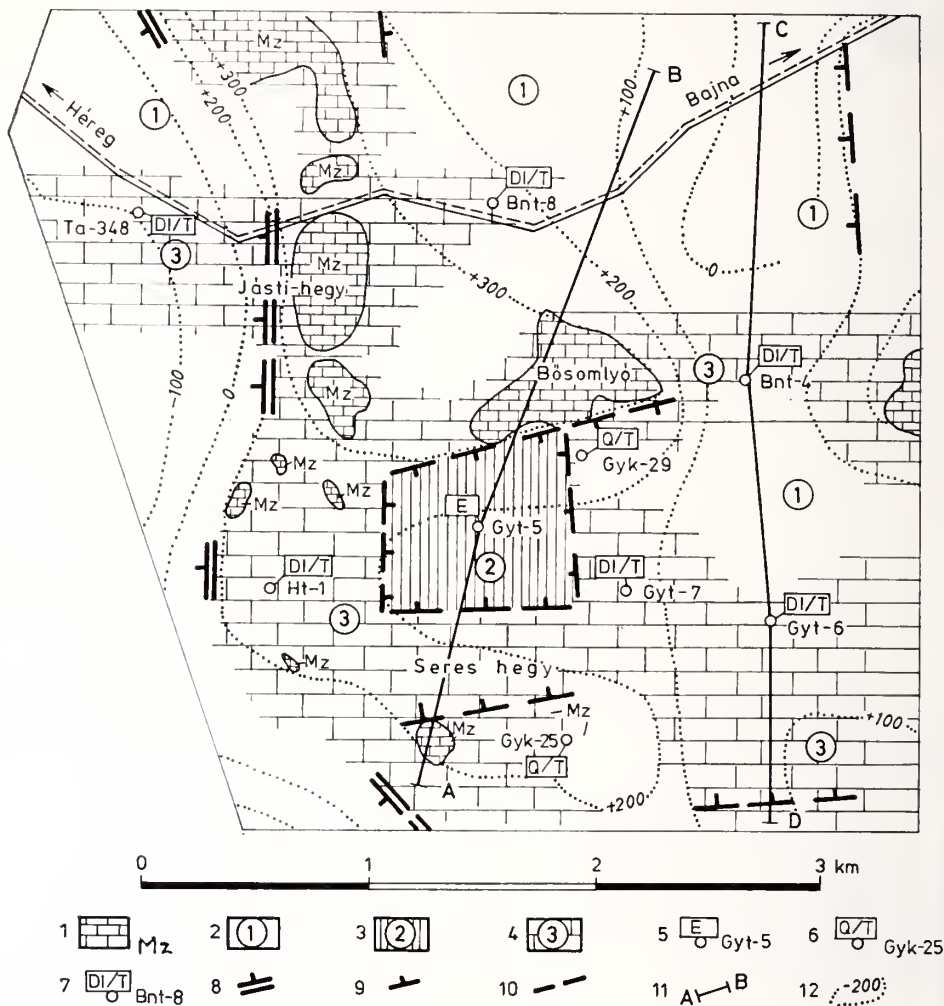 C
Mz
+300
+200
1
+100
B
1
Bajna
Héreg
Mz
DI/T
Bnt-8
1
Ta-348
DI/T
3
Mz
Jásti-hegy
0
+300
+200
-100
0
Mz
Bősomlyó
3
DI/T
Bnt-4
Q/T
Gyk-29
Mz
Mz
Mz
E
Gyt-5
1
2
DI/T
Ht-1
DI/T
Gyt-7
3
DI/T
Gyt-6
Mz
Seres hegy
Mz
Mz
Gyk-25
Q/T
+100
3
+200
A
D
0 1 2 3 km
1 Mz 2 1 3 2 4 3 5 E Gyt-5 6 Q/T Gyk-25
7 DI/T Bnt-8 8 9 10 11 A B 12 -200